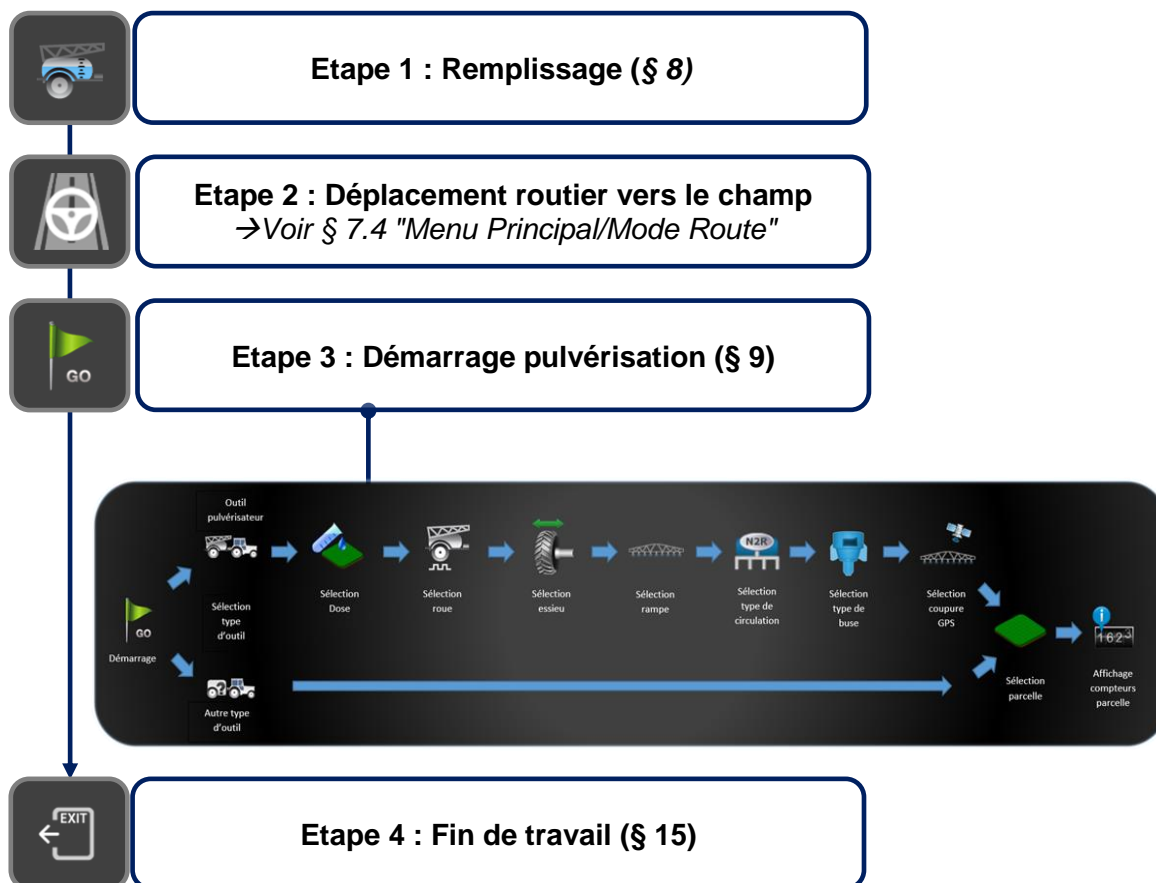 Etape 1 : Remplissage (§ 8)
Etape 2 : Déplacement routier vers le champ
→Voir § 7.4 "Menu Principal/Mode Route"
GO
Etape 3 : Démarrage pulvérisation (§ 9)
Outil
pulvérisateur
Sélection
type
d'outil
GO
Démarrage
Autre type
d'outil
Sélection
Dose
Sélection
roue
Sélection
essieu
Sélection
rampe
N2R
Sélection
type de
circulation
Sélection
type de
buse
Sélection
coupure
GPS
Sélection
parcelle
i
1623
Affichage
compteurs
parcelle
EXIT
Etape 4 : Fin de travail (§ 15)